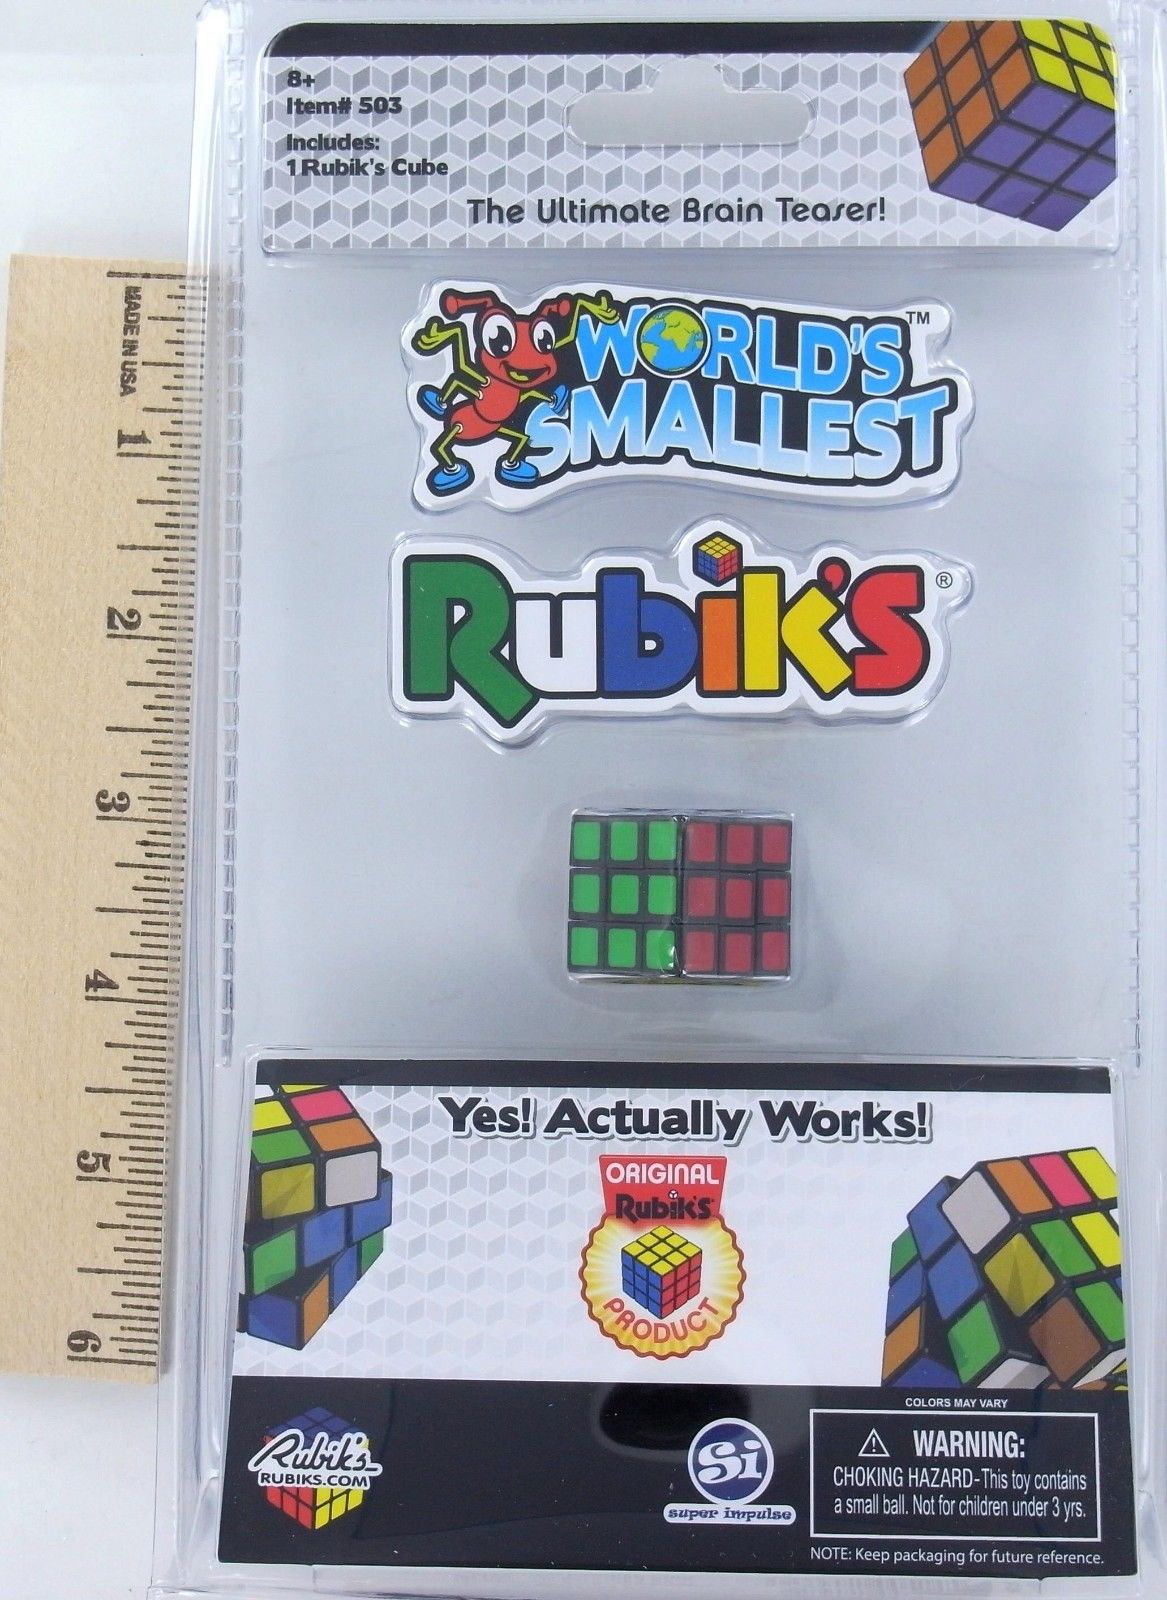 8+
Item# 503
Includes:
1 Rubik's Cube
The Ultimate Brain Teaser!
MADE IN USA
1
2
3
4
5
6
WORLD'S™
SMALLEST
Rubik's®
Yes! Actually Works!
ORIGINAL
Rubik's
PRODUCT
Rubik's
RUBIKS.COM
Si
super impulse
COLORS MAY VARY
WARNING:
CHOKING HAZARD-This toy contains
a small ball. Not for children under 3 yrs.
NOTE: Keep packaging for future reference.